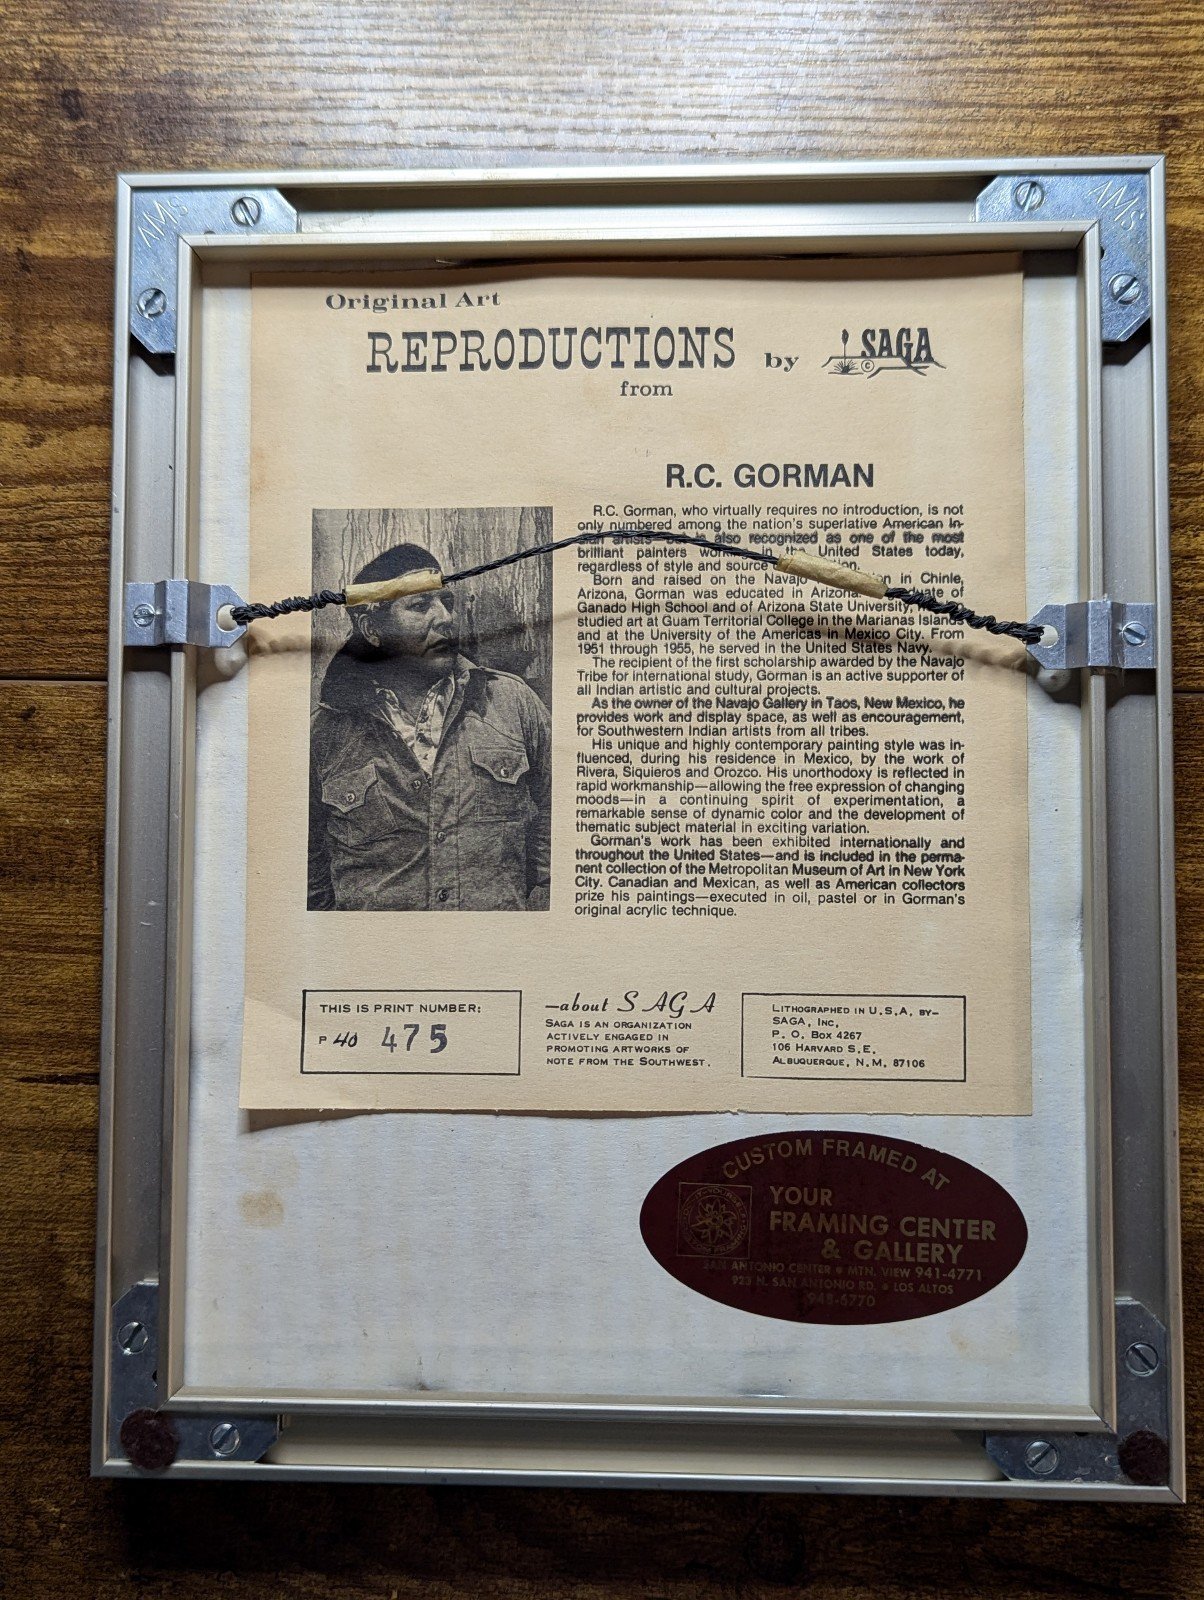 AMS
AMS
Original Art
REPRODUCTIONS by SAGA ©
from
R.C. GORMAN
R.C. Gorman, who virtually requires no introduction, is not
only numbered among the nation's superlative American In-
dian artists—but is also recognized as one of the most
brilliant painters working in the United States today,
regardless of style and source
Born and raised on the Navajo in Chinle,
Arizona, Gorman was educated in Arizona. of
Ganado High School and of Arizona State University,
studied art at Guam Territorial College in the Marianas Islands
and at the University of the Americas in Mexico City. From
1951 through 1955, he served in the United States Navy.
The recipient of the first scholarship awarded by the Navajo
Tribe for international study, Gorman is an active supporter of
all Indian artistic and cultural projects.
As the owner of the Navajo Gallery in Taos, New Mexico, he
provides work and display space, as well as encouragement,
for Southwestern Indian artists from all tribes.
His unique and highly contemporary painting style was in-
fluenced, during his residence in Mexico, by the work of
Rivera, Siquieros and Orozco. His unorthodoxy is reflected in
rapid workmanship—allowing the free expression of changing
moods—in a continuing spirit of experimentation, a
remarkable sense of dynamic color and the development of
thematic subject material in exciting variation.
Gorman's work has been exhibited internationally and
throughout the United States—and is included in the perma-
nent collection of the Metropolitan Museum of Art in New York
City. Canadian and Mexican, as well as American collectors
prize his paintings—executed in oil, pastel or in Gorman's
original acrylic technique.
THIS IS PRINT NUMBER:
P 40 475
—about SAGA
SAGA IS AN ORGANIZATION
ACTIVELY ENGAGED IN
PROMOTING ARTWORKS OF
NOTE FROM THE SOUTHWEST.
LITHOGRAPHED IN U.S.A. BY—
SAGA, INC.
P. O. BOX 4267
106 HARVARD S.E.
ALBUQUERQUE, N.M. 87106
CUSTOM FRAMED AT
YOUR
FRAMING CENTER
& GALLERY
SAN ANTONIO CENTER • MTN. VIEW 941-4771
923 N. SAN ANTONIO RD. • LOS ALTOS
948-6770